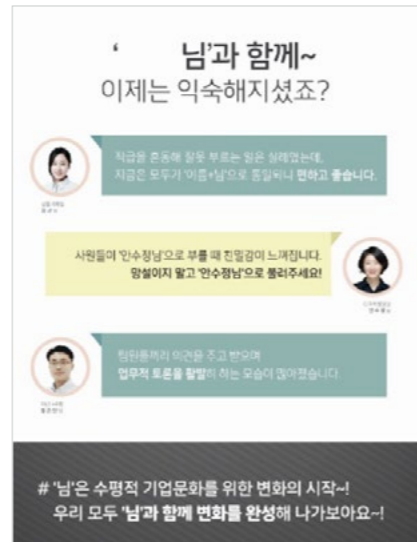 ' 님'과 함께~
이제는 익숙해지셨죠?
직급을 혼동해 잘못 부르는 일은 실례였는데,
지금은 모두가 '이름+님'으로 통일되니 편하고 좋습니다.
사원들이 '안수정님'으로 부를 때 친밀감이 느껴집니다.
망설이지 말고 '안수정님'으로 불러주세요!
팀원들끼리 의견을 주고 받으며
업무적 토론을 활발히 하는 모습이 많아졌습니다.
# '님'은 수평적 기업문화를 위한 변화의 시작~!
우리 모두 '님'과 함께 변화를 완성해 나가보아요~!